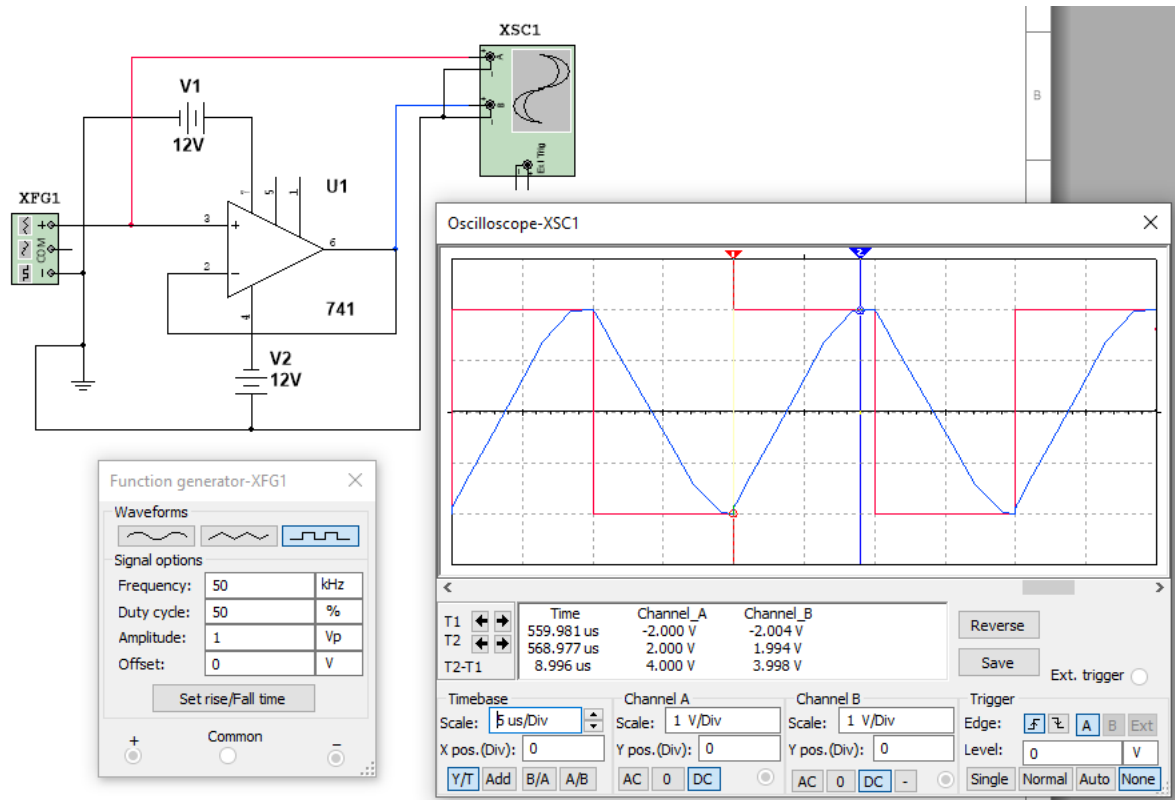 XSC1
A
B
Ext Trig
V1
12V
XFG1
COM
U1
7
5
1
3
2
6
4
741
V2
12V
B
Oscilloscope-XSC1
1
2
T1
T2
T2-T1
Time Channel_A Channel_B
559.981 us -2.000 V -2.004 V
568.977 us 2.000 V 1.994 V
8.996 us 4.000 V 3.998 V
Reverse
Save
Ext. trigger
Timebase
Scale: 5 us/Div
X pos.(Div): 0
Y/T Add B/A A/B
Channel A
Scale: 1 V/Div
Y pos.(Div): 0
AC 0 DC
Channel B
Scale: 1 V/Div
Y pos.(Div): 0
AC 0 DC -
Trigger
Edge: A B Ext
Level: 0 V
Single Normal Auto None
Function generator-XFG1
Waveforms
Signal options
Frequency: 50 kHz
Duty cycle: 50 %
Amplitude: 1 Vp
Offset: 0 V
Set rise/Fall time
+ Common −